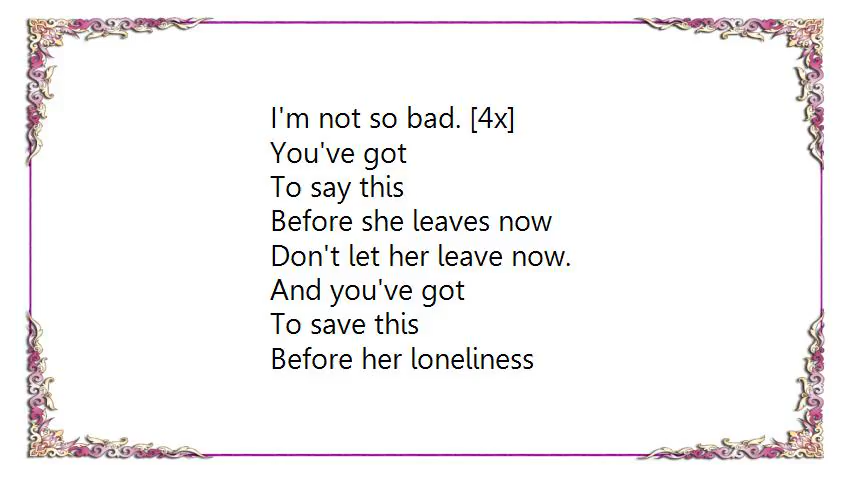 I'm not so bad. [4x]
You've got
To say this
Before she leaves now
Don't let her leave now.
And you've got
To save this
Before her loneliness